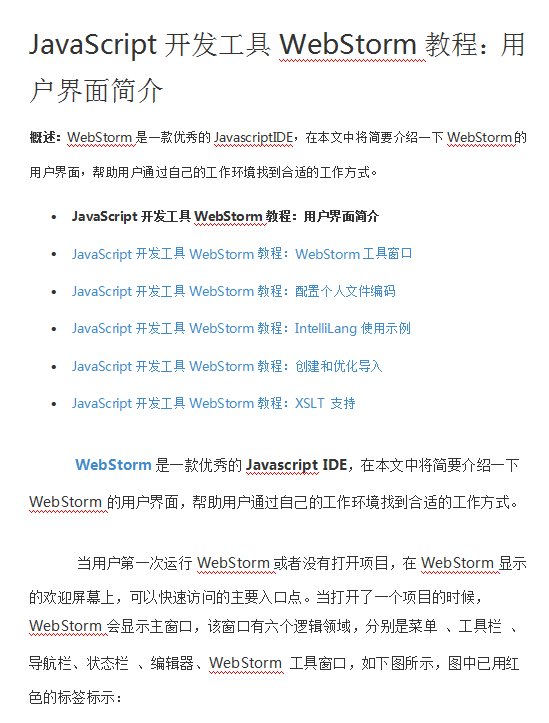 JavaScript 开发工具 WebStorm 教程：用
户界面简介
概述：WebStorm 是一款优秀的 JavascriptIDE，在本文中将简要介绍一下 WebStorm 的
用户界面，帮助用户通过自己的工作环境找到合适的工作方式。
• JavaScript 开发工具 WebStorm 教程：用户界面简介
• JavaScript 开发工具 WebStorm 教程：WebStorm 工具窗口
• JavaScript 开发工具 WebStorm 教程：配置个人文件编码
• JavaScript 开发工具 WebStorm 教程：IntelliLang 使用示例
• JavaScript 开发工具 WebStorm 教程：创建和优化导入
• JavaScript 开发工具 WebStorm 教程：XSLT 支持
WebStorm 是一款优秀的 Javascript IDE，在本文中将简要介绍一下
WebStorm 的用户界面，帮助用户通过自己的工作环境找到合适的工作方式。
当用户第一次运行 WebStorm 或者没有打开项目，在 WebStorm 显示
的欢迎屏幕上，可以快速访问的主要入口点。当打开了一个项目的时候，
WebStorm 会显示主窗口，该窗口有六个逻辑领域，分别是菜单 、工具栏 、
导航栏、状态栏 、编辑器、WebStorm 工具窗口，如下图所示，图中已用红
色的标签标示：